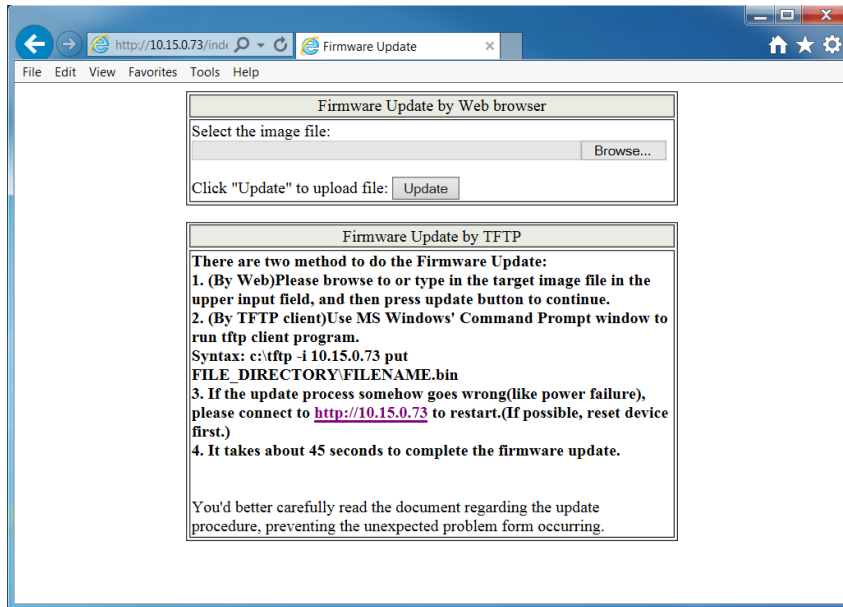 http://10.15.0.73/ind
Firmware Update
File Edit View Favorites Tools Help
Firmware Update by Web browser
Select the image file:
Browse...
Click "Update" to upload file: Update
Firmware Update by TFTP
There are two method to do the Firmware Update:
1. (By Web)Please browse to or type in the target image file in the
upper input field, and then press update button to continue.
2. (By TFTP client)Use MS Windows' Command Prompt window to
run tftp client program.
Syntax: c:\tftp -i 10.15.0.73 put
FILE_DIRECTORY\FILENAME.bin
3. If the update process somehow goes wrong(like power failure),
please connect to http://10.15.0.73 to restart.(If possible, reset device
first.)
4. It takes about 45 seconds to complete the firmware update.
You'd better carefully read the document regarding the update
procedure, preventing the unexpected problem form occurring.